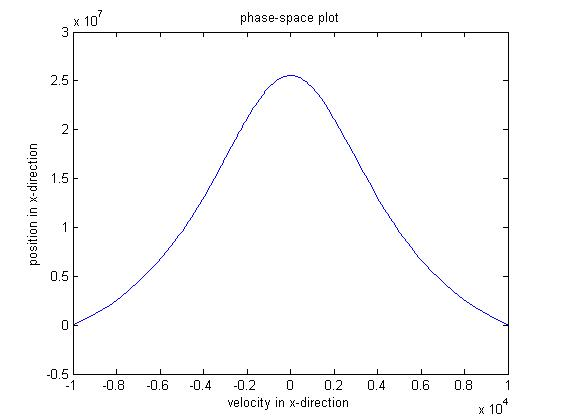 phase-space plot
x 10^7
3
2.5
2
1.5
1
0.5
0
-0.5
position in x-direction
-1 -0.8 -0.6 -0.4 -0.2 0 0.2 0.4 0.6 0.8 1
velocity in x-direction
x 10^4